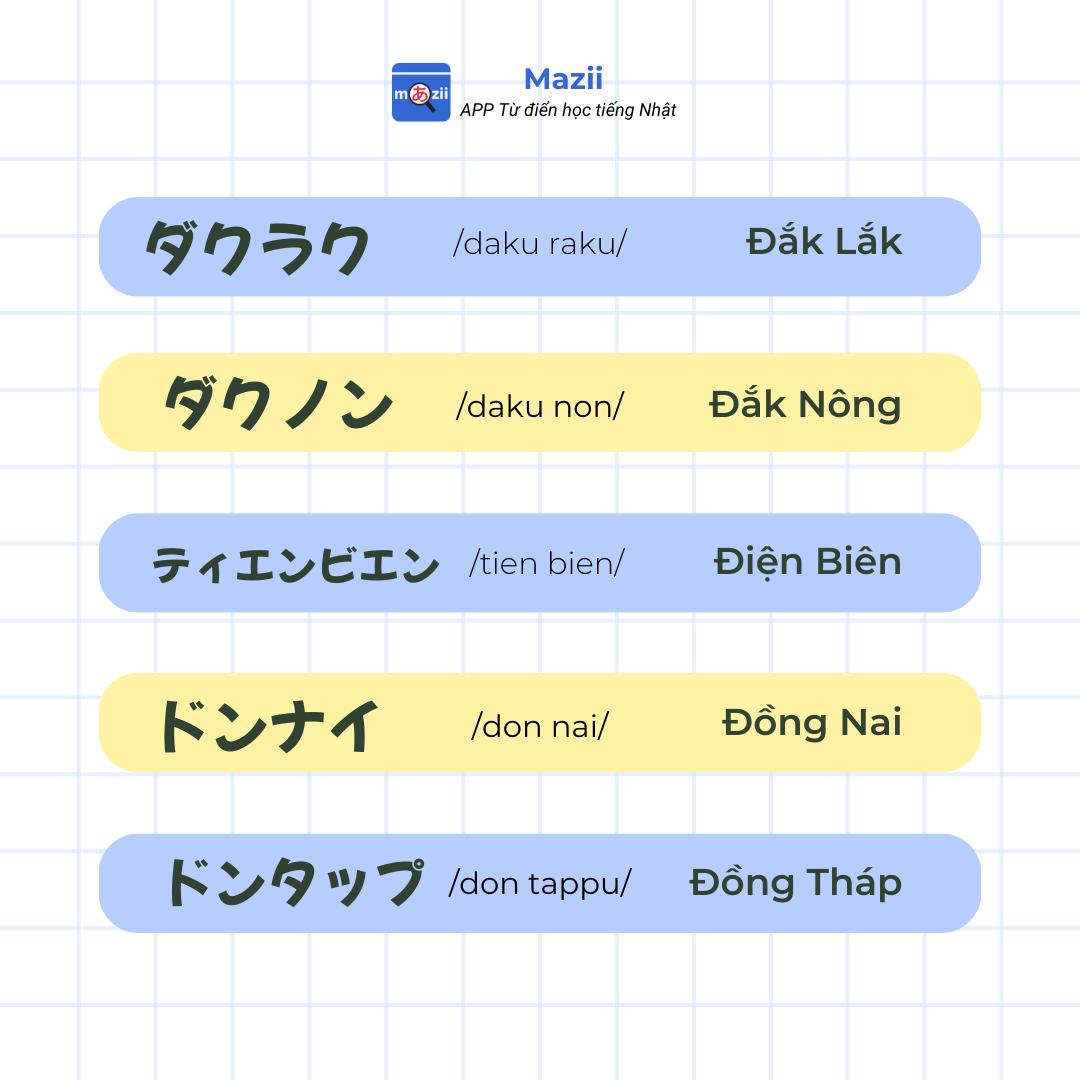 mあzii
Mazii
APP Từ điển học tiếng Nhật
ダクラク /daku raku/ Đắk Lắk
ダクノン /daku non/ Đắk Nông
ティエンビエン /tien bien/ Điện Biên
ドンナイ /don nai/ Đồng Nai
ドンタップ /don tappu/ Đồng Tháp